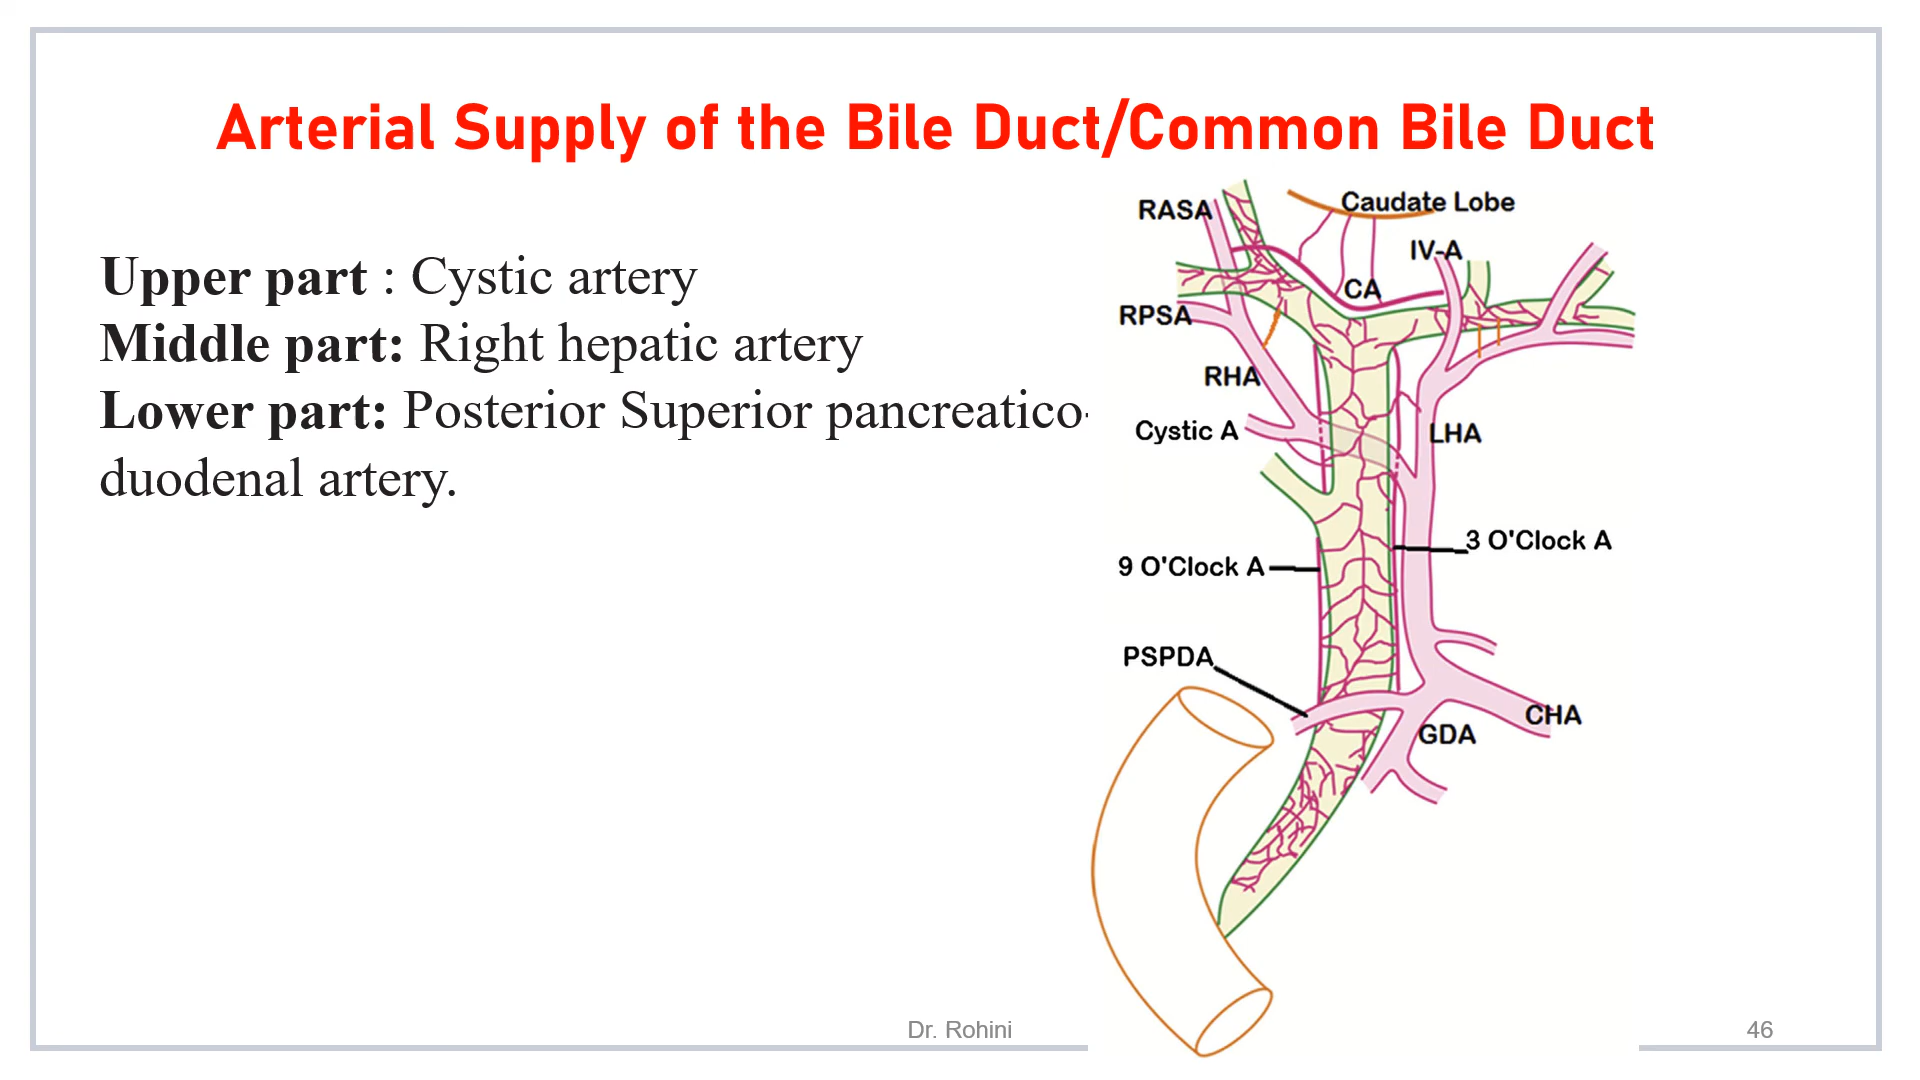 Arterial Supply of the Bile Duct/Common Bile Duct
Upper part : Cystic artery
Middle part: Right hepatic artery
Lower part: Posterior Superior pancreatico-
duodenal artery.
RASA
Caudate Lobe
IV-A
CA
RPSA
RHA
Cystic A
LHA
3 O'Clock A
9 O'Clock A
PSPDA
CHA
GDA
Dr. Rohini
46